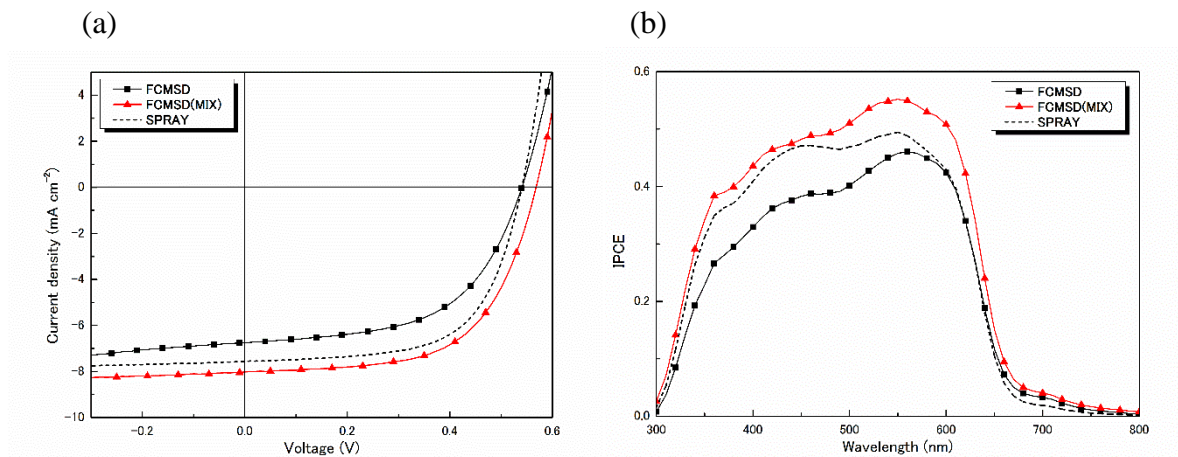 (a)
(b)
FCMSD
FCMSD(MIX)
SPRAY
4
2
0
−2
−4
−6
−8
−10
−0.2
0.0
0.2
0.4
0.6
Current density (mA cm⁻²)
Voltage (V)
FCMSD
FCMSD(MIX)
SPRAY
0.6
0.4
0.2
0.0
300
400
500
600
700
800
IPCE
Wavelength (nm)